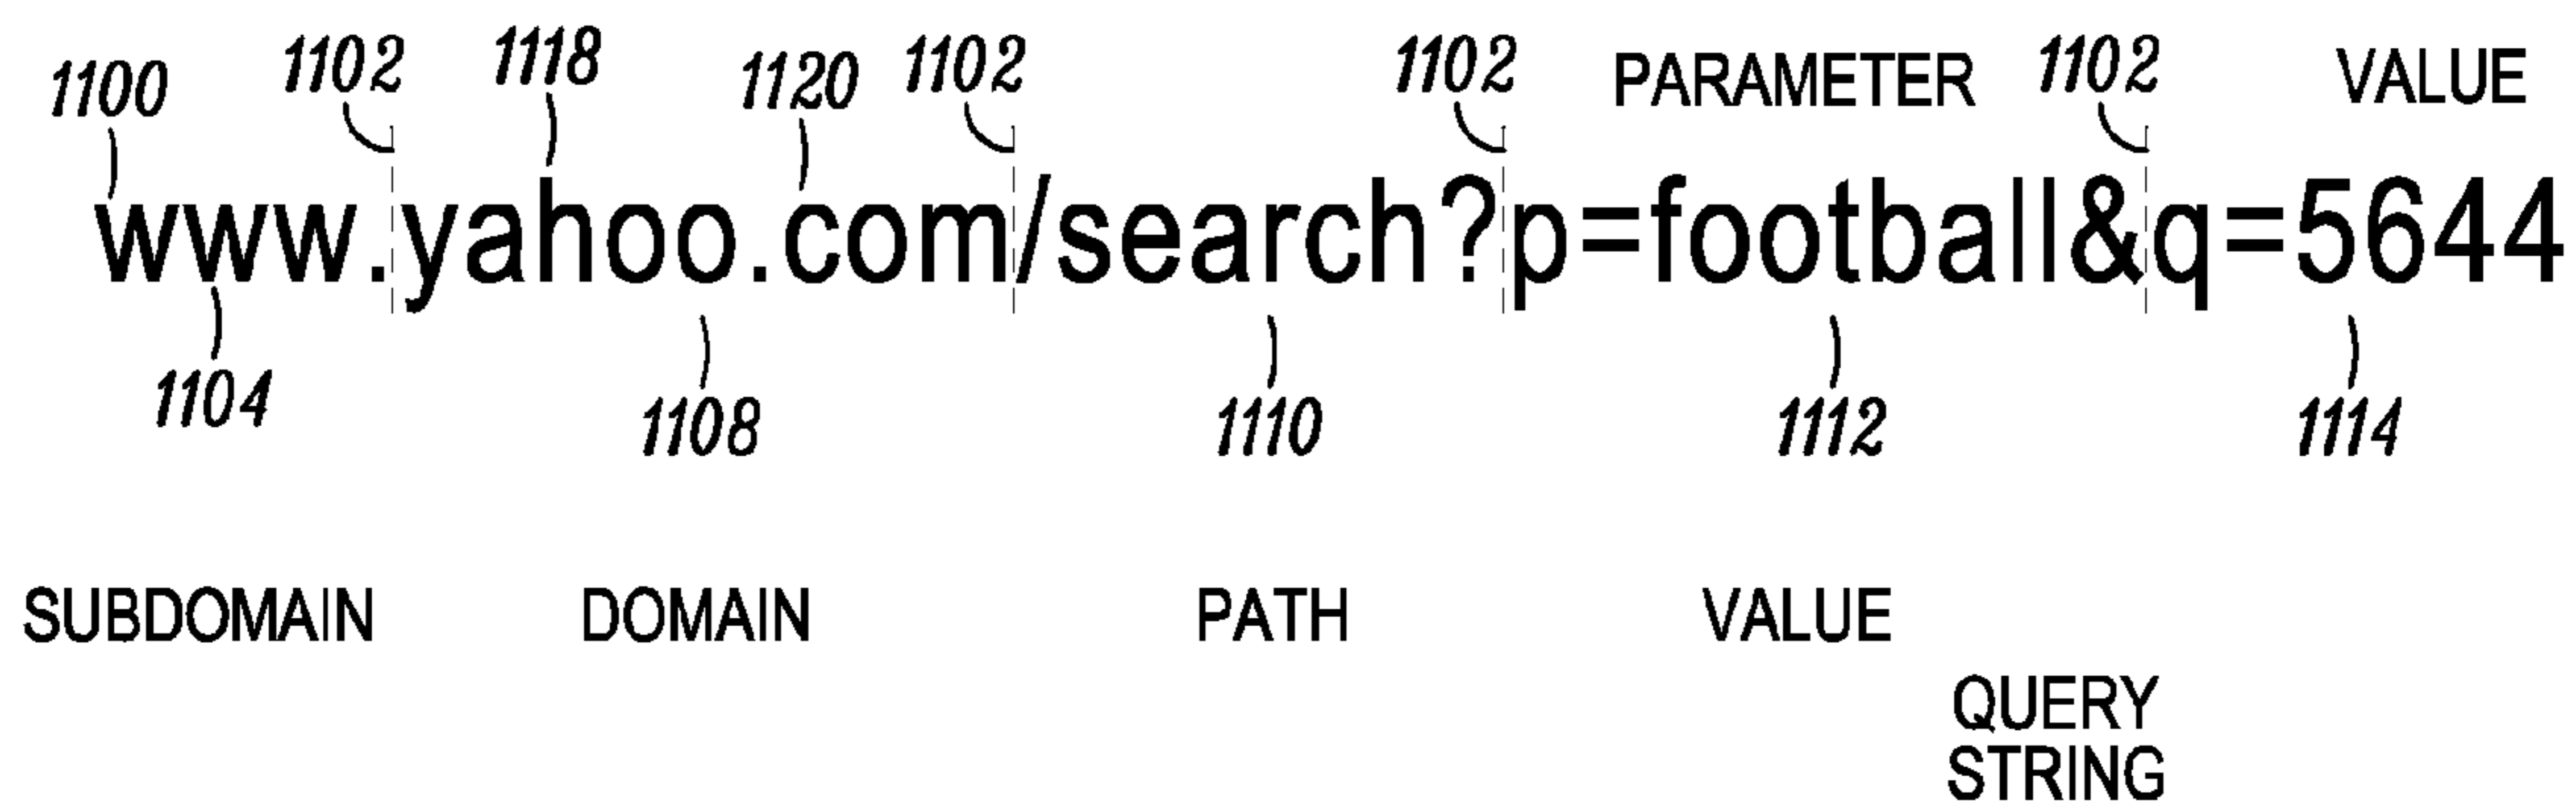 1100 1102 1118 1120 1102 1102 PARAMETER 1102 VALUE
www.yahoo.com/search?p=football&q=5644
1104 1108 1110 1112 1114
SUBDOMAIN DOMAIN PATH VALUE
QUERY
STRING